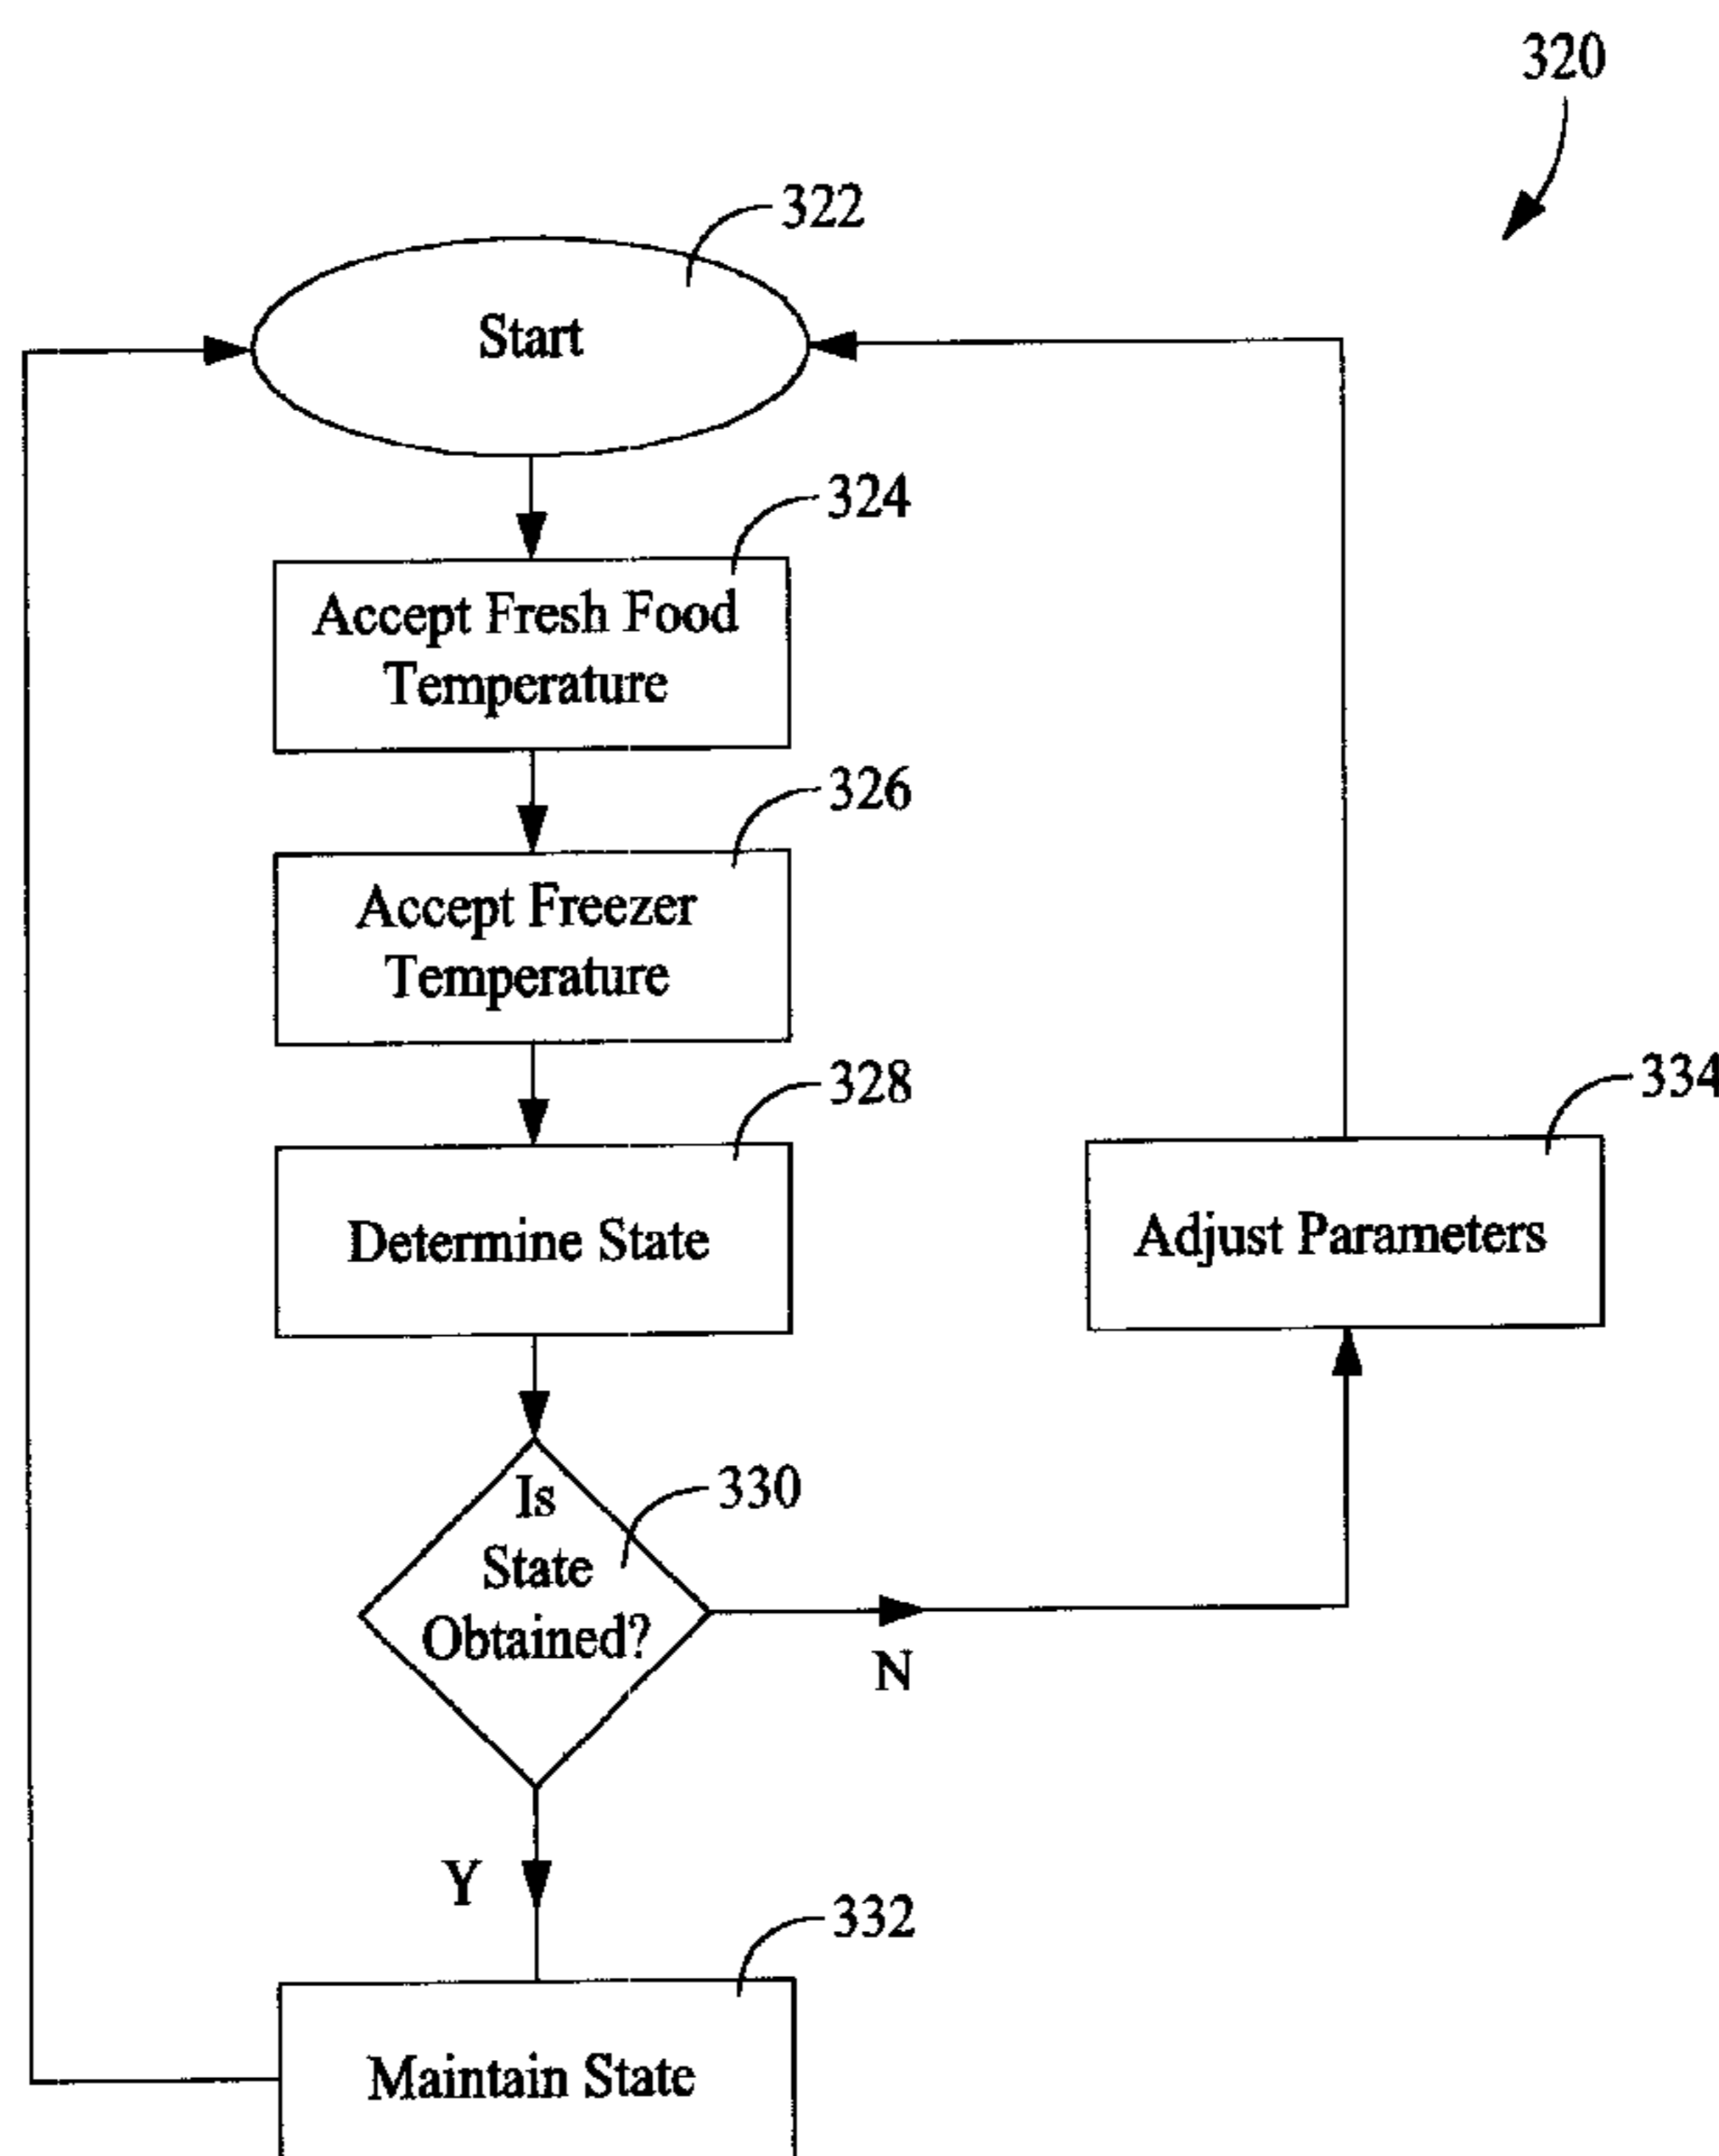 320
322
Start
324
Accept Fresh Food
Temperature
326
Accept Freezer
Temperature
328
Determine State
334
Adjust Parameters
330
Is
State
Obtained?
N
Y
332
Maintain State